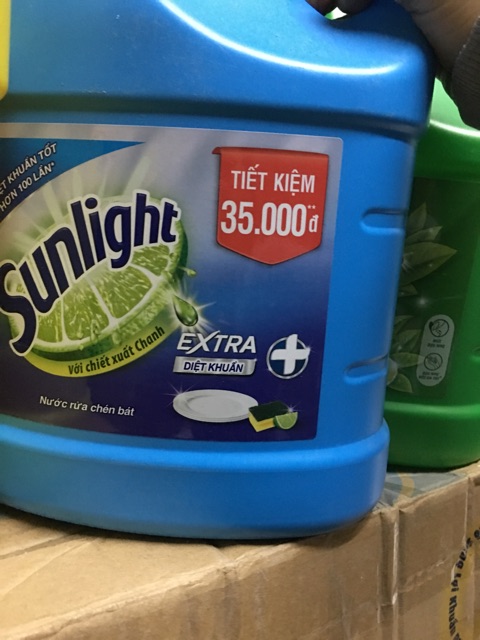 KHUẨN TỐT
HƠN 100 LẦN*
Sunlight
Với chiết xuất Chanh
TIẾT KIỆM
35.000**đ
EXTRA
DIỆT KHUẨN
Nước rửa chén bát